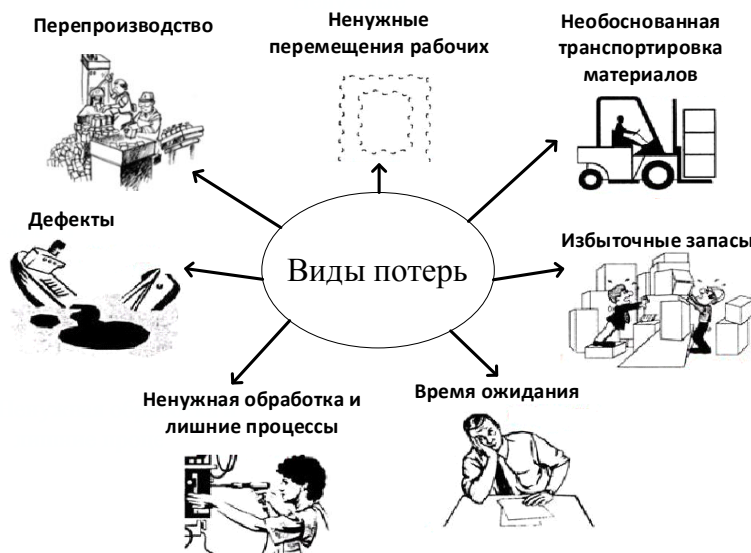 Перепроизводство
Ненужные
перемещения рабочих
Необоснованная
транспортировка
материалов
Дефекты
Виды потерь
Избыточные запасы
Ненужная обработка и
лишние процессы
Время ожидания